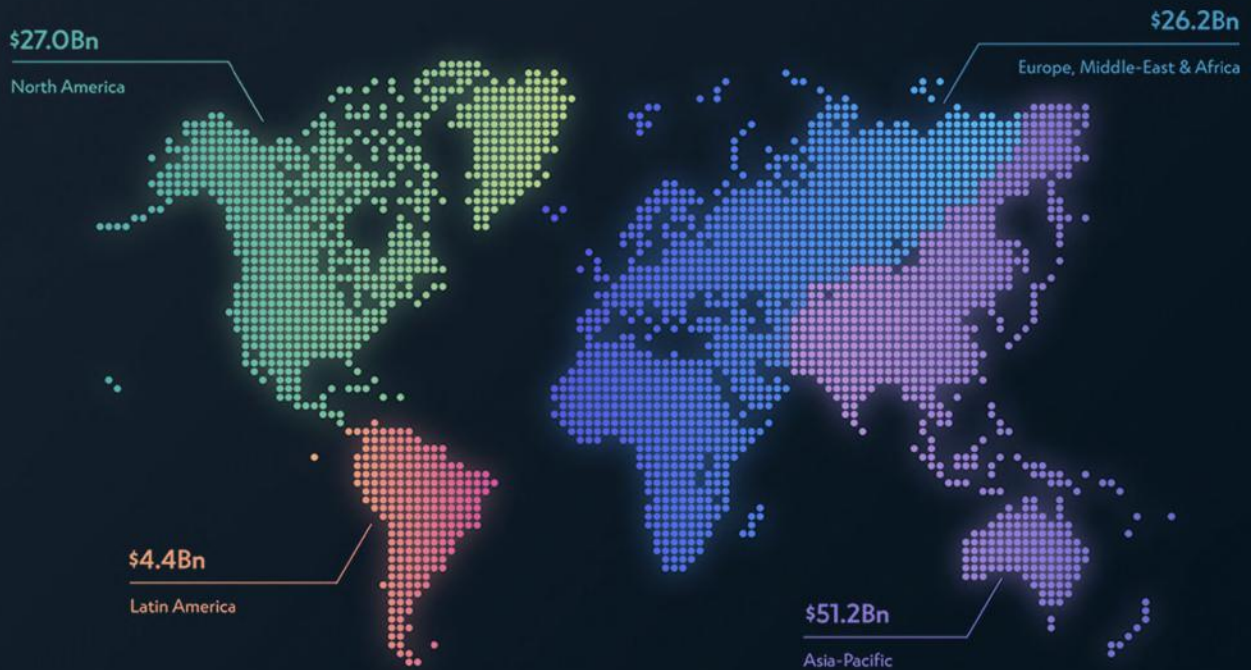 $27.0Bn
North America
$26.2Bn
Europe, Middle-East & Africa
$4.4Bn
Latin America
$51.2Bn
Asia-Pacific